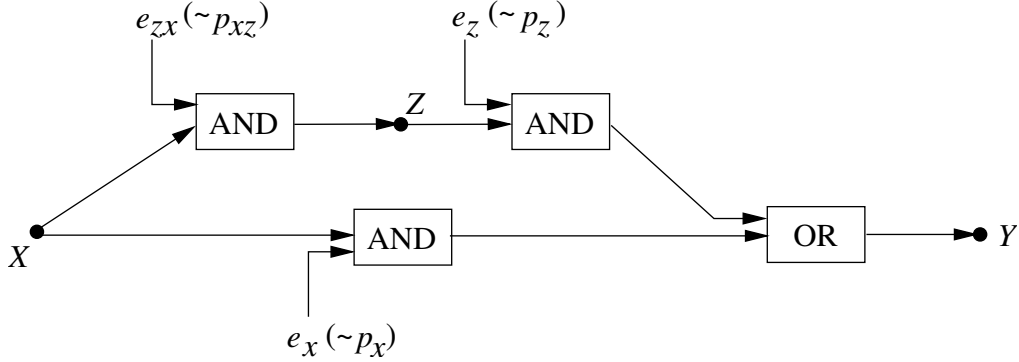 e_zx (~p_xz)
e_z (~p_z)
AND
Z
AND
X
AND
OR
Y
e_x (~p_x)